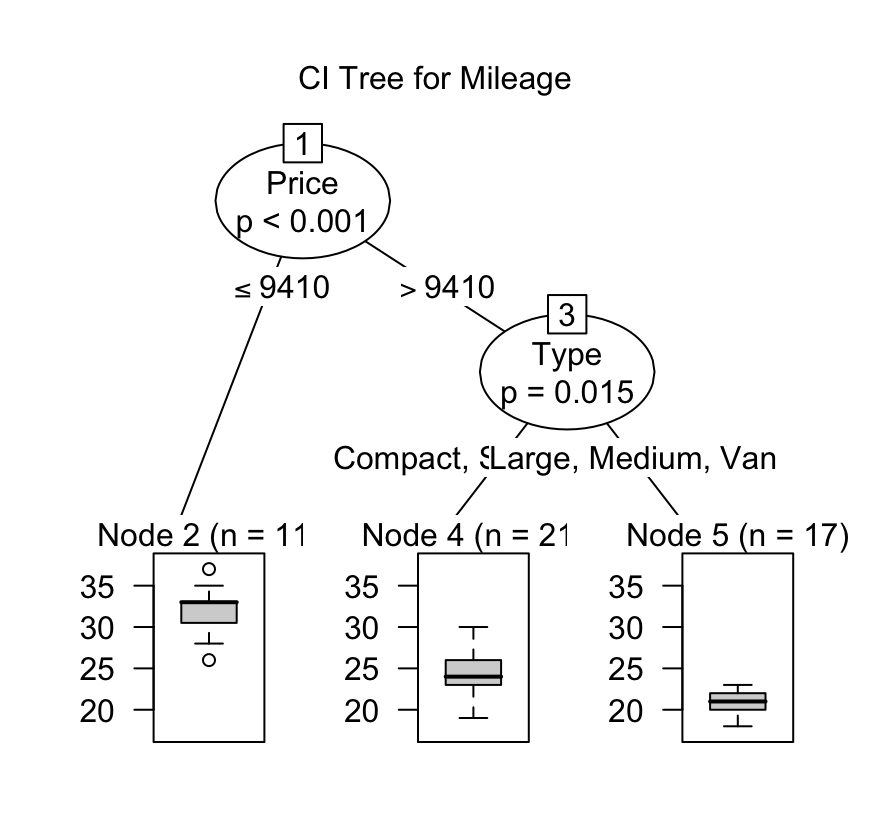 CI Tree for Mileage
1
Price
p < 0.001
≤ 9410
> 9410
3
Type
p = 0.015
Compact,
Large, Medium, Van
Node 2 (n = 11
Node 4 (n = 21
Node 5 (n = 17)
35
30
25
20
35
30
25
20
35
30
25
20